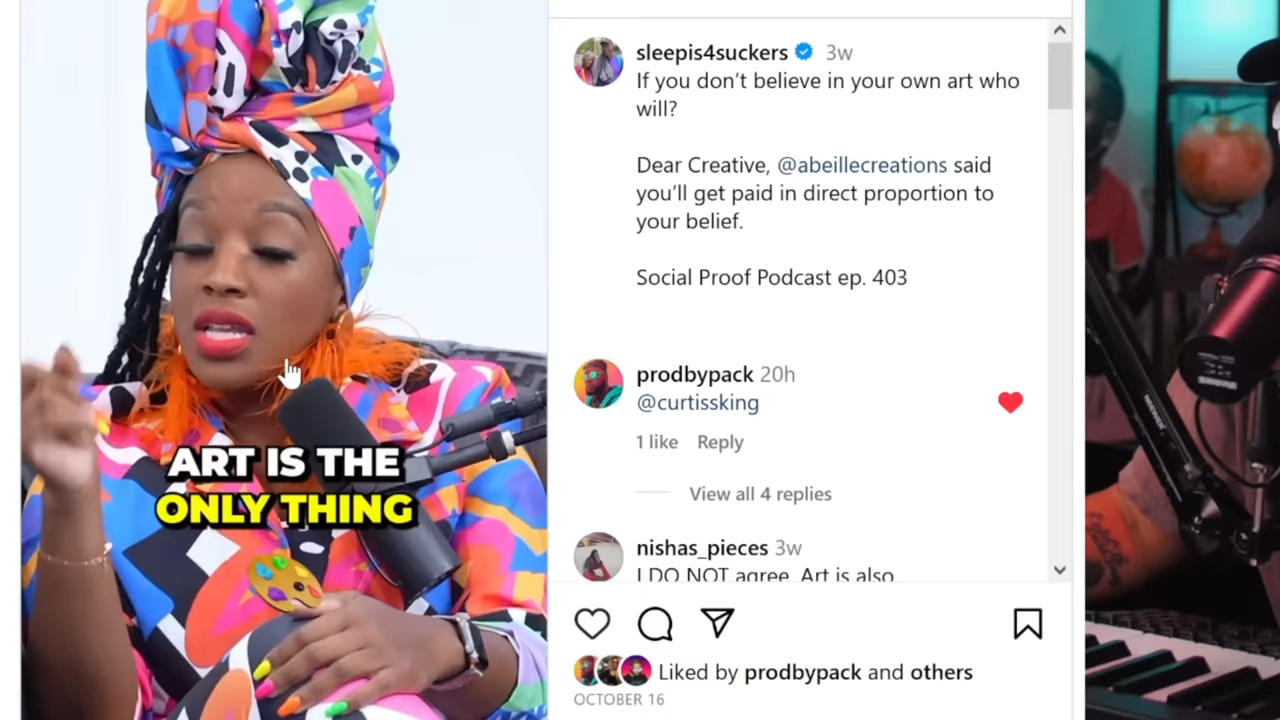 ART IS THE
ONLY THING
sleepis4suckers 3w
If you don't believe in your own art who
will?
Dear Creative, @abeillecreations said
you'll get paid in direct proportion to
your belief.
Social Proof Podcast ep. 403
prodbypack 20h
@curtissking
1 like Reply
View all 4 replies
nishas_pieces 3w
I DO NOT agree. Art is also
Liked by prodbypack and others
OCTOBER 16